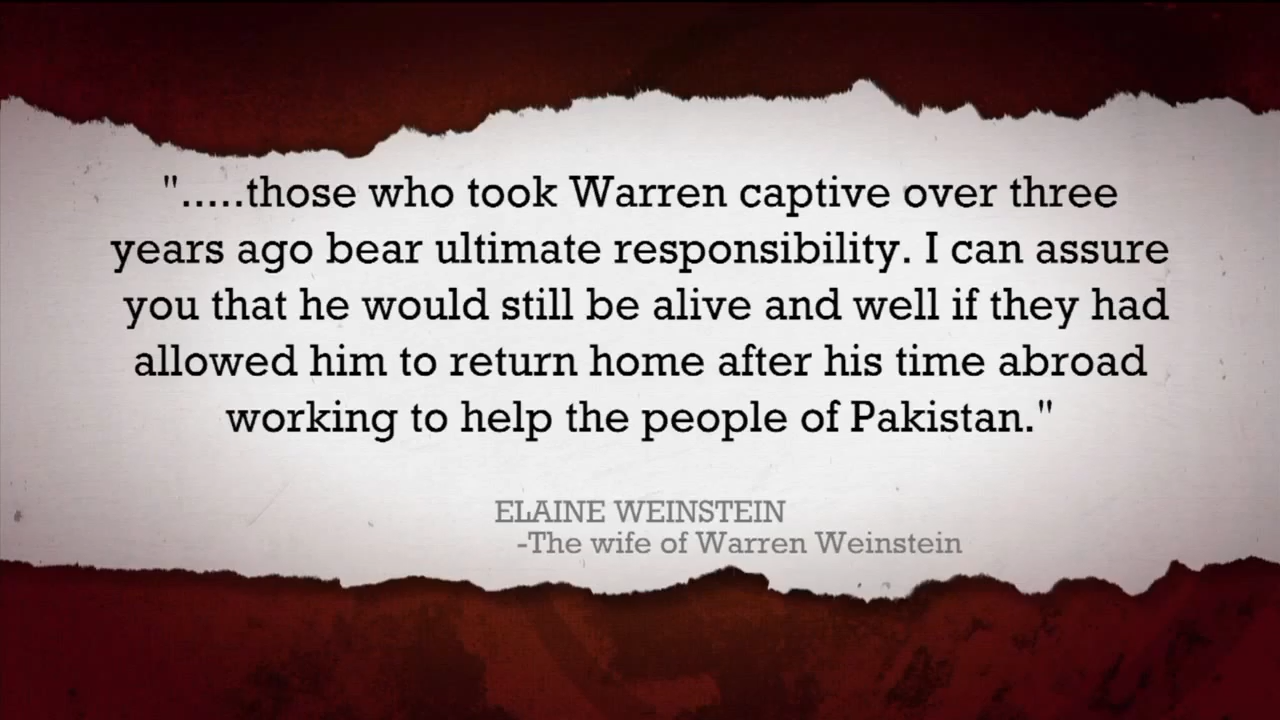 ".....those who took Warren captive over three
years ago bear ultimate responsibility. I can assure
you that he would still be alive and well if they had
allowed him to return home after his time abroad
working to help the people of Pakistan."
ELAINE WEINSTEIN
-The wife of Warren Weinstein